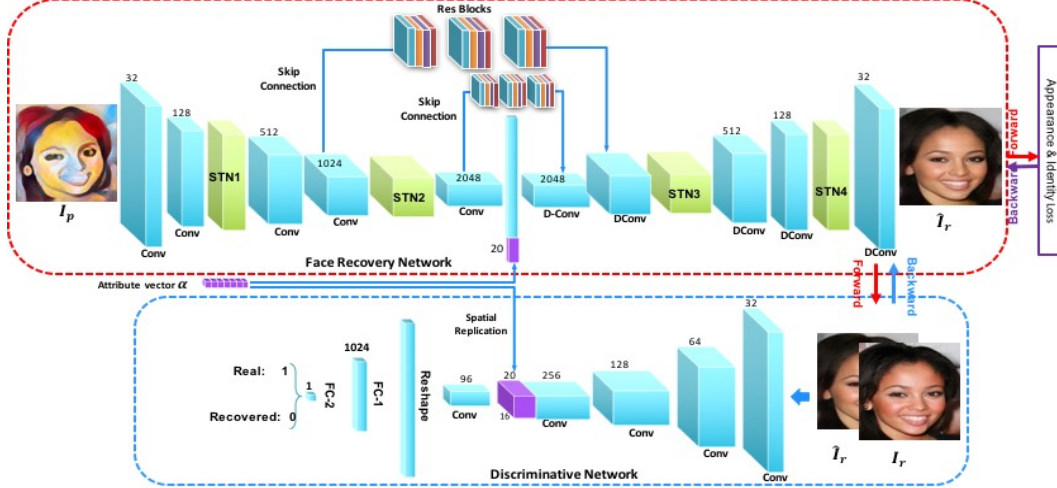 Res Blocks
32
128
STN1
512
Skip
Connection
1024
STN2
Skip
Connection
2048
2048
512
STN3
128
STN4
32
Forward
Backward
Appearance & Identity Loss
I_p
Conv
Conv
Conv
Conv
Conv
D-Conv
DConv
DConv
DConv
DConv
Î_r
20
Face Recovery Network
Attribute vector α
Forward
Backward
Spatial
Replication
Real: 1
Recovered: 0
1
FC-2
1024
FC-1
Reshape
96
Conv
20
16
256
Conv
128
Conv
64
Conv
32
Conv
Î_r
I_r
Discriminative Network